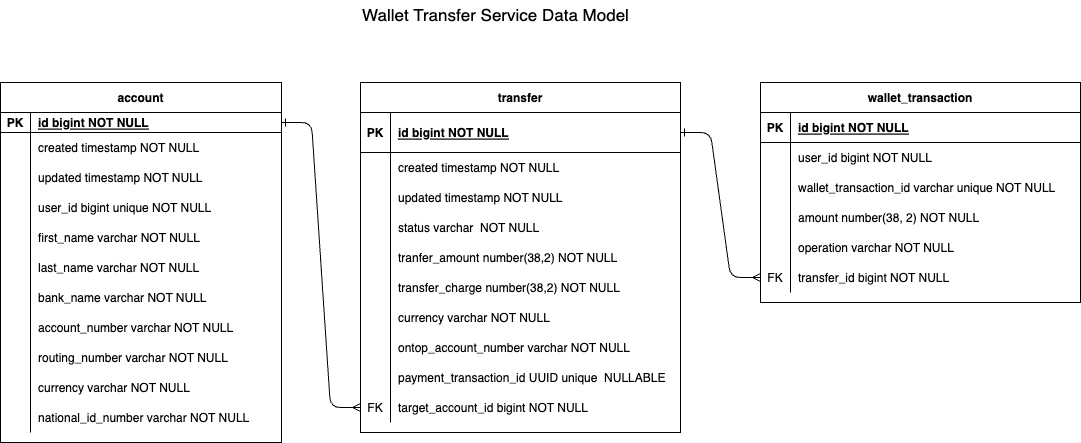 Wallet Transfer Service Data Model
account
PK id bigint NOT NULL
created timestamp NOT NULL
updated timestamp NOT NULL
user_id bigint unique NOT NULL
first_name varchar NOT NULL
last_name varchar NOT NULL
bank_name varchar NOT NULL
account_number varchar NOT NULL
routing_number varchar NOT NULL
currency varchar NOT NULL
national_id_number varchar NOT NULL
transfer
PK id bigint NOT NULL
created timestamp NOT NULL
updated timestamp NOT NULL
status varchar  NOT NULL
tranfer_amount number(38,2) NOT NULL
transfer_charge number(38,2) NOT NULL
currency varchar NOT NULL
ontop_account_number varchar NOT NULL
payment_transaction_id UUID unique  NULLABLE
FK target_account_id bigint NOT NULL
wallet_transaction
PK id bigint NOT NULL
user_id bigint NOT NULL
wallet_transaction_id varchar unique NOT NULL
amount number(38, 2) NOT NULL
operation varchar NOT NULL
FK transfer_id bigint NOT NULL